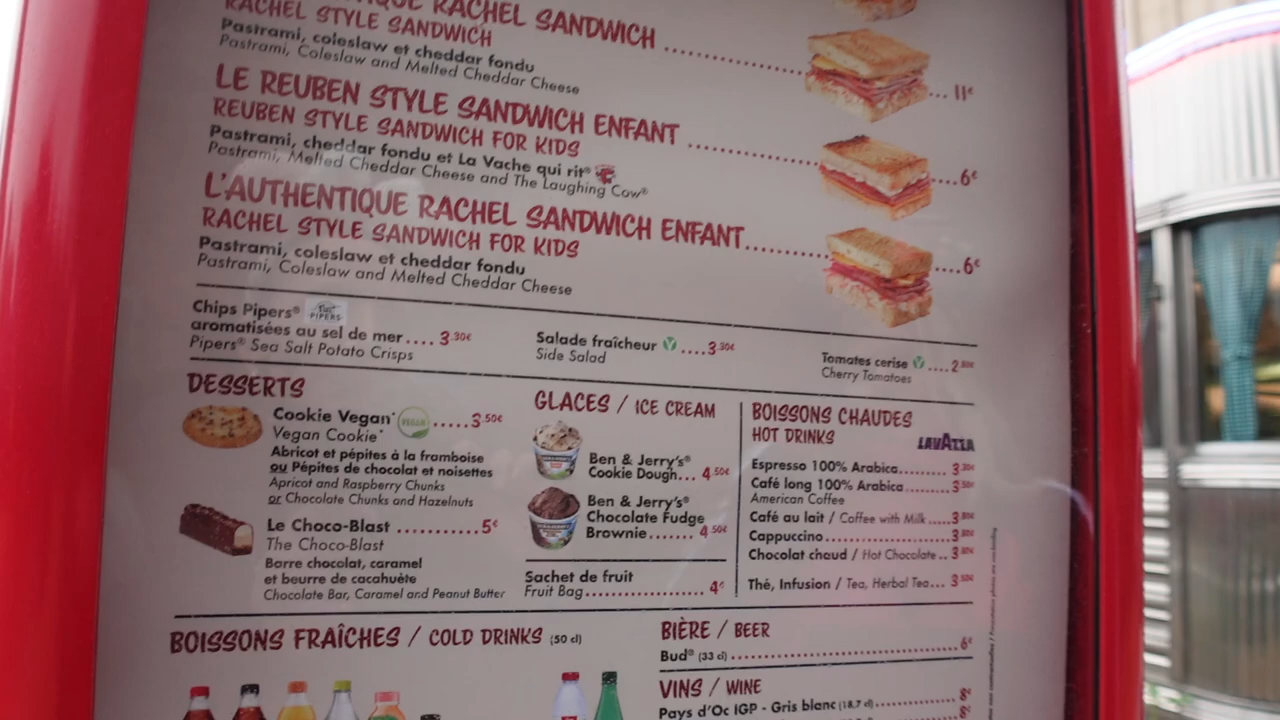 RACHEL SANDWICH
RACHEL STYLE SANDWICH
Pastrami, coleslaw et cheddar fondu
Pastrami, Coleslaw and Melted Cheddar Cheese
11€
LE REUBEN STYLE SANDWICH ENFANT
6€
REUBEN STYLE SANDWICH FOR KIDS
Pastrami, cheddar fondu et La Vache qui rit®
Pastrami, Melted Cheddar Cheese and The Laughing Cow®
L'AUTHENTIQUE RACHEL SANDWICH ENFANT
6€
RACHEL STYLE SANDWICH FOR KIDS
Pastrami, coleslaw et cheddar fondu
Pastrami, Coleslaw and Melted Cheddar Cheese
Chips Pipers® PIPERS
aromatisées au sel de mer.... 3.30€
Pipers® Sea Salt Potato Crisps
Salade fraîcheur V ....3.30€
Side Salad
Tomates cerise V ....2.50€
Cherry Tomatoes
DESSERTS
Cookie Vegan* VEGAN .....3.50€
Vegan Cookie*
Abricot et pépites à la framboise
ou Pépites de chocolat et noisettes
Apricot and Raspberry Chunks
or Chocolate Chunks and Hazelnuts
Le Choco-Blast ..........5€
The Choco-Blast
Barre chocolat, caramel
et beurre de cacahuète
Chocolate Bar, Caramel and Peanut Butter
GLACES / ICE CREAM
Ben & Jerry's®
Cookie Dough... 4.50€
Ben & Jerry's®
Chocolate Fudge
Brownie....... 4.50€
Sachet de fruit
Fruit Bag.................... 4€
BOISSONS CHAUDES
HOT DRINKS LAVAZZA
Espresso 100% Arabica......... 3.30€
Café long 100% Arabica........ 3.50€
American Coffee
Café au lait / Coffee with Milk.....3.80€
Cappuccino.......................3.80€
Chocolat chaud / Hot Chocolate.. 3.80€
Thé, Infusion / Tea, Herbal Tea... 3.50€
BOISSONS FRAÎCHES / COLD DRINKS (50 cl)
BIÈRE / BEER
Bud® (33 cl) 6€
VINS / WINE
8€
Pays d'Oc IGP - Gris blanc (18,7 cl) 8€